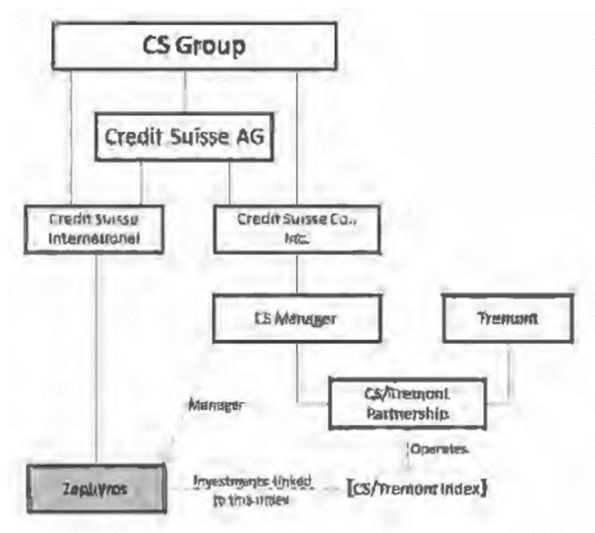 CS Group
Credit Suisse AG
Credit Suisse
International
Credit Suisse Co.,
Inc.
CS Manager
Tremont
CS/Tremont
Partnership
Manager
Operates
Zephyros
Investments linked
to this index
[CS/Tremont Index]